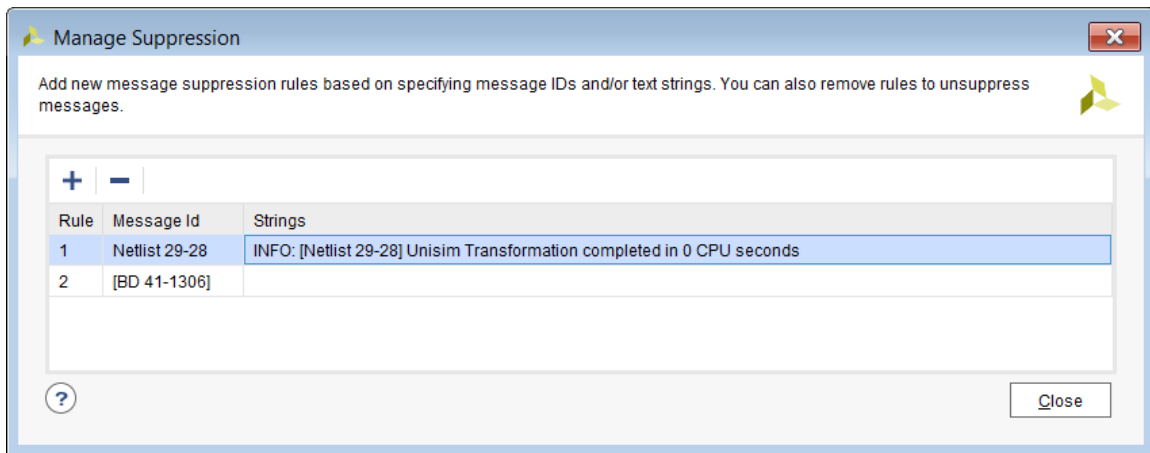 Manage Suppression
Add new message suppression rules based on specifying message IDs and/or text strings. You can also remove rules to unsuppress
messages.
Rule Message Id Strings
1 Netlist 29-28 INFO: [Netlist 29-28] Unisim Transformation completed in 0 CPU seconds
2 [BD 41-1306]
?
Close